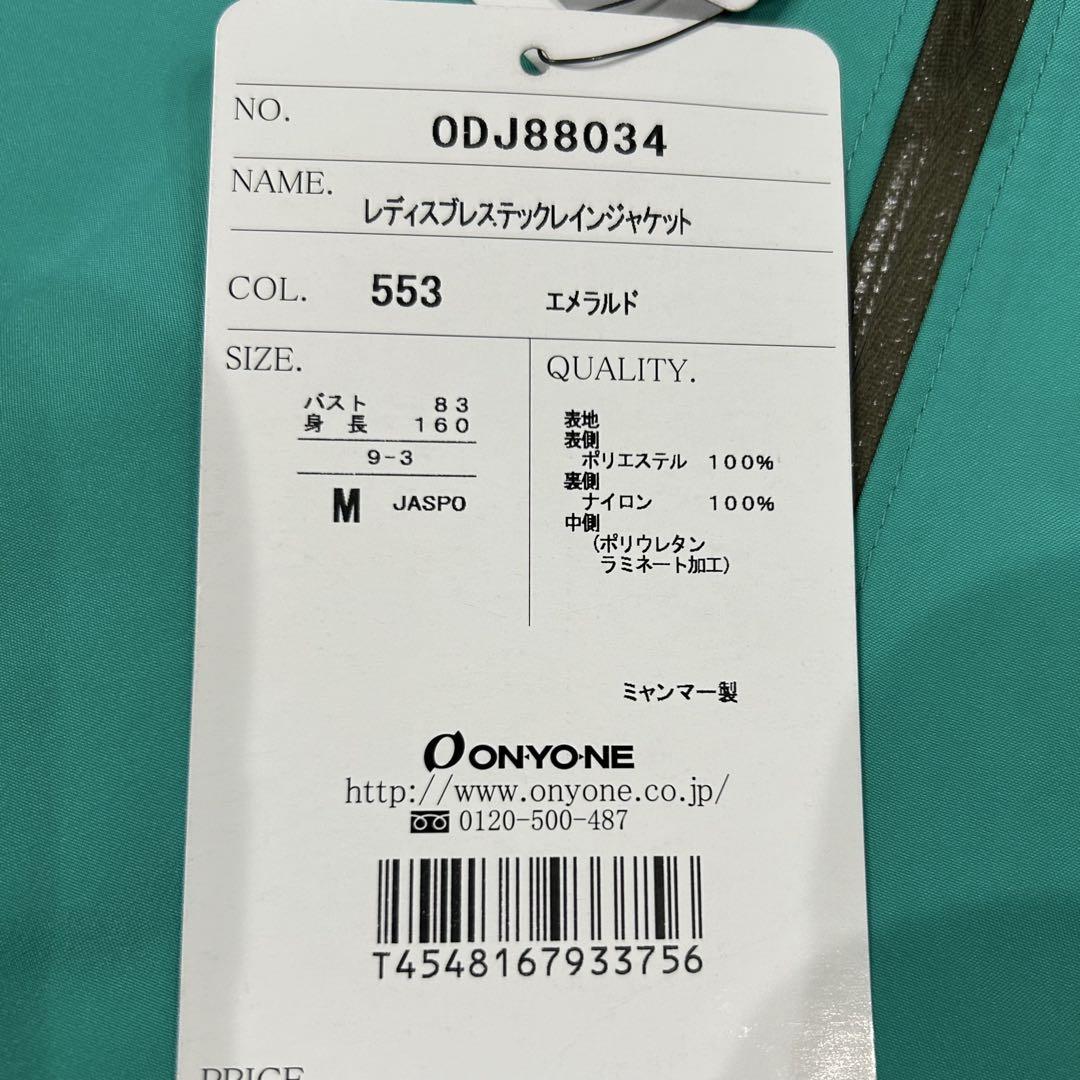 NO. ODJ88034
NAME.
レディスブレステックレインジャケット
COL. 553 エメラルド
SIZE.
バスト 83
身長 160
9-3
M JASPO
QUALITY.
表地
表側
ポリエステル 100%
裏側
ナイロン 100%
中側
(ポリウレタン
ラミネート加工)
ミャンマー製
ONYONE
http://www.onyone.co.jp/
0120-500-487
T4548167933756
PRICE